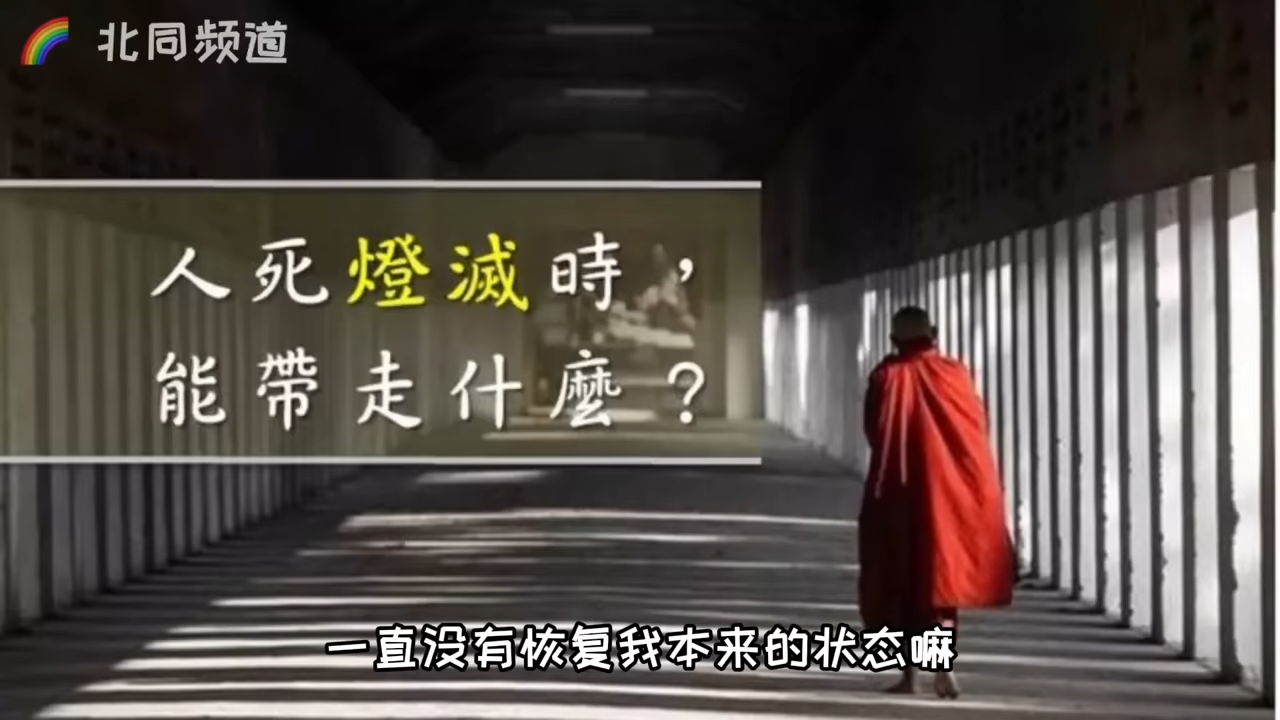 北同频道
人死燈滅時，
能帶走什麼？
一直没有恢复我本来的状态嘛